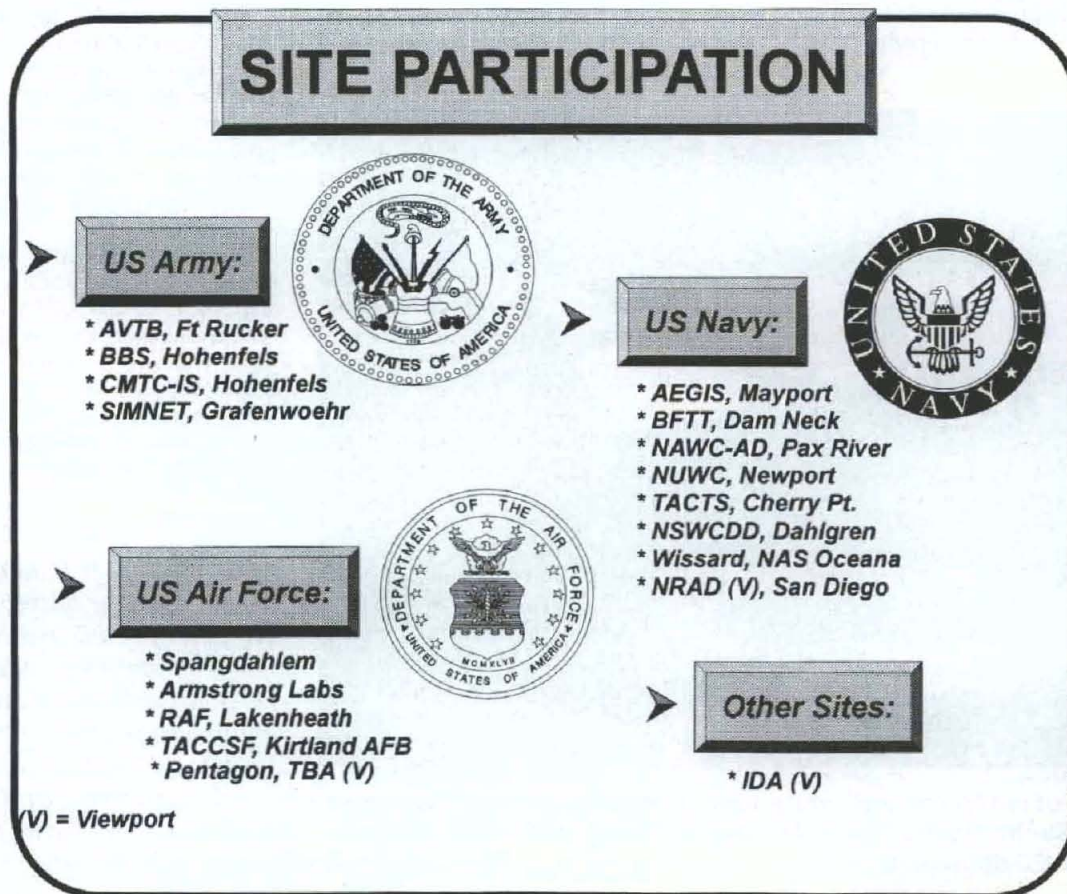 SITE PARTICIPATION
US Army:
* AVTB, Ft Rucker
* BBS, Hohenfels
* CMTC-IS, Hohenfels
* SIMNET, Grafenwoehr
DEPARTMENT OF THE ARMY
UNITED STATES OF AMERICA
US Navy:
* AEGIS, Mayport
* BFTT, Dam Neck
* NAWC-AD, Pax River
* NUWC, Newport
* TACTS, Cherry Pt.
* NSWCDD, Dahlgren
* Wissard, NAS Oceana
* NRAD (V), San Diego
UNITED STATES
NAVY
US Air Force:
* Spangdahlem
* Armstrong Labs
* RAF, Lakenheath
* TACCSF, Kirtland AFB
* Pentagon, TBA (V)
DEPARTMENT OF THE AIR FORCE
UNITED STATES OF AMERICA
MCMXLVII
Other Sites:
* IDA (V)
(V) = Viewport